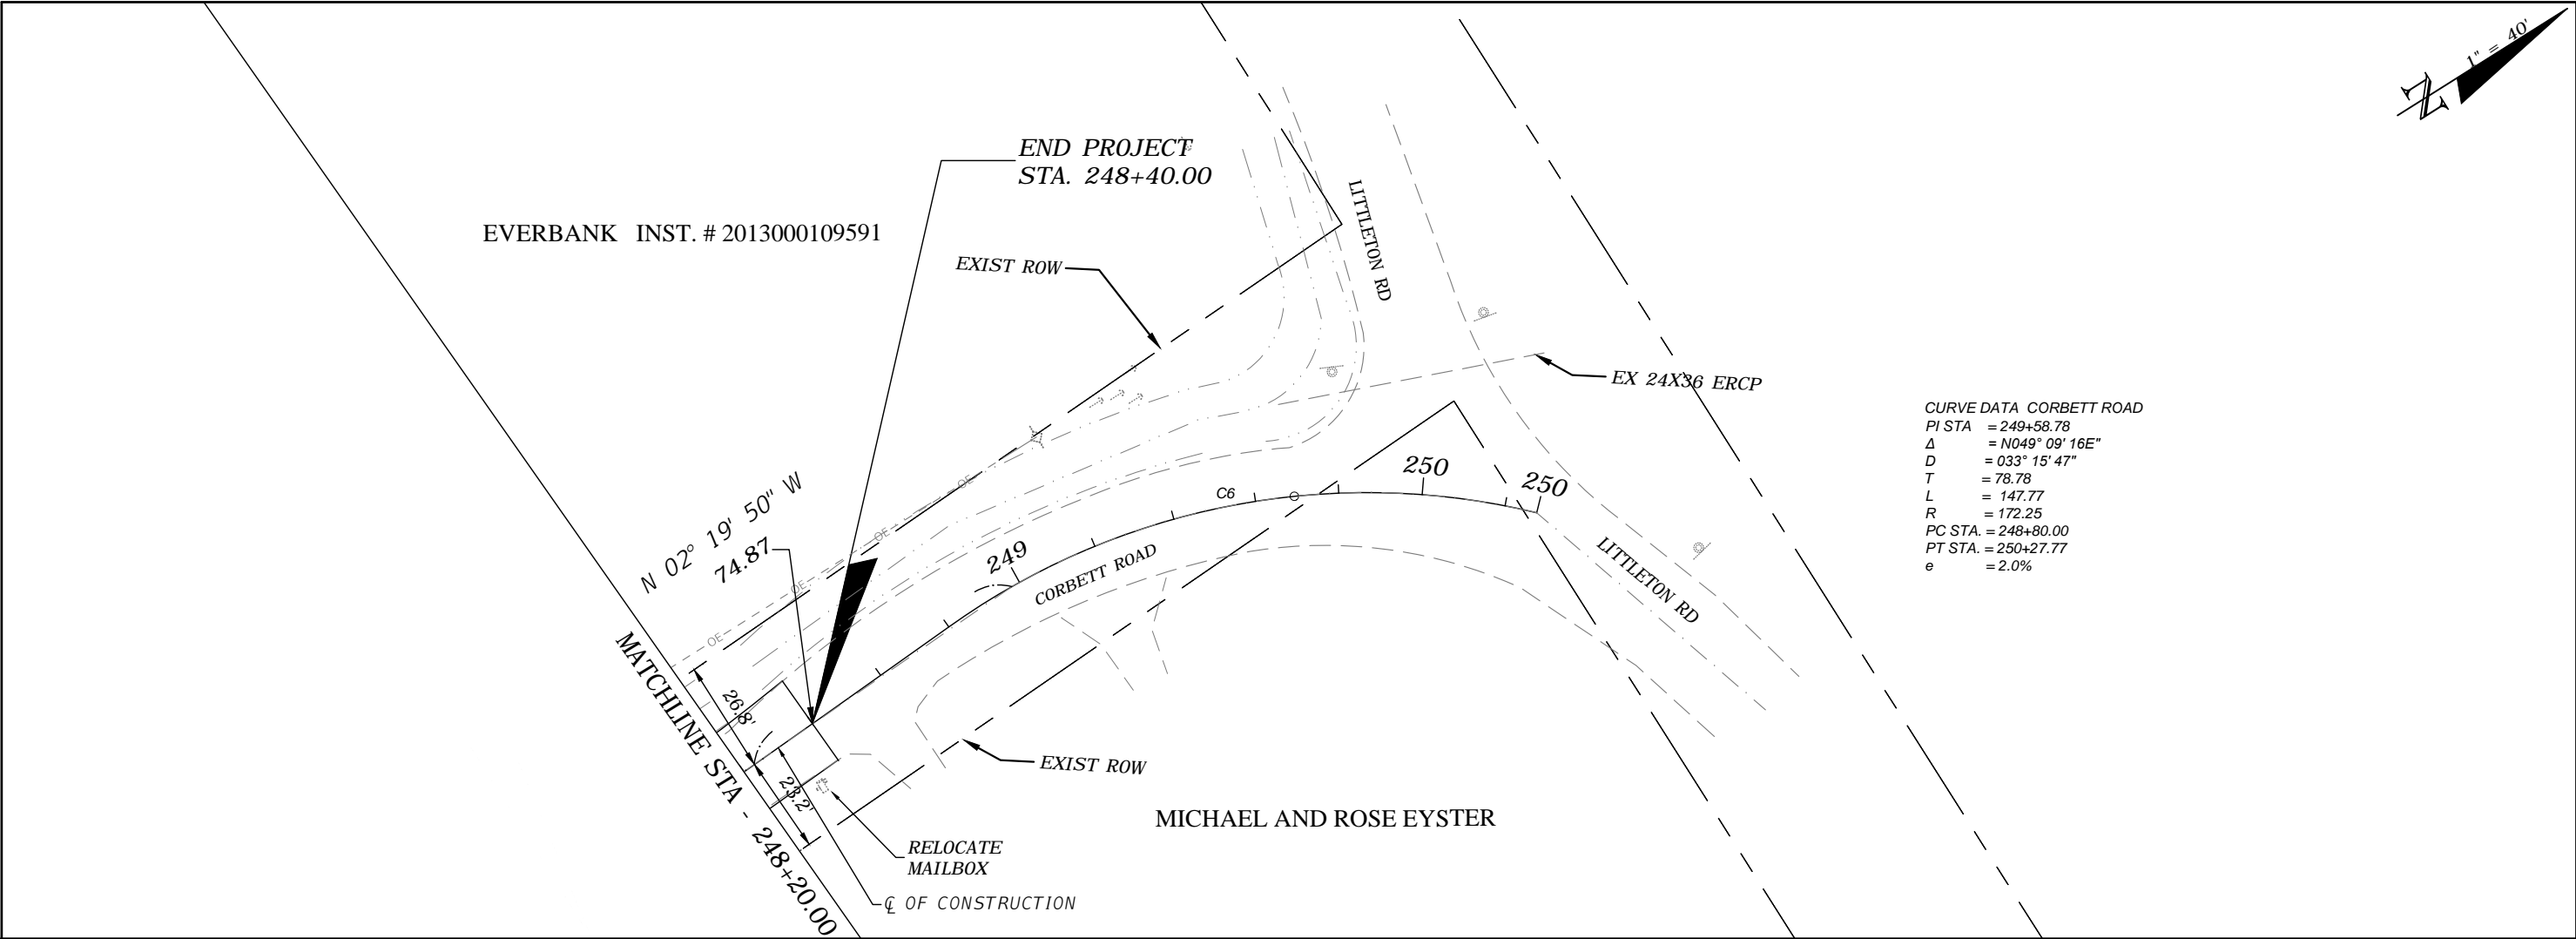 1" = 40'
N
END PROJECT
STA. 248+40.00
EVERBANK INST. # 2013000109591
EXIST ROW
LITTLETON RD
EX 24X36 ERCP
CURVE DATA CORBETT ROAD
PI STA = 249+58.78
Δ = N049° 09' 16E"
D = 033° 15' 47"
T = 78.78
L = 147.77
R = 172.25
PC STA. = 248+80.00
PT STA. = 250+27.77
e = 2.0%
N 02° 19' 50" W
74.87
OE
OE
OE
OE
249
C6
250
250
CORBETT ROAD
LITTLETON RD
MATCHLINE STA - 248+20.00
26.8'
23.2'
EXIST ROW
MICHAEL AND ROSE EYSTER
RELOCATE
MAILBOX
℄ OF CONSTRUCTION